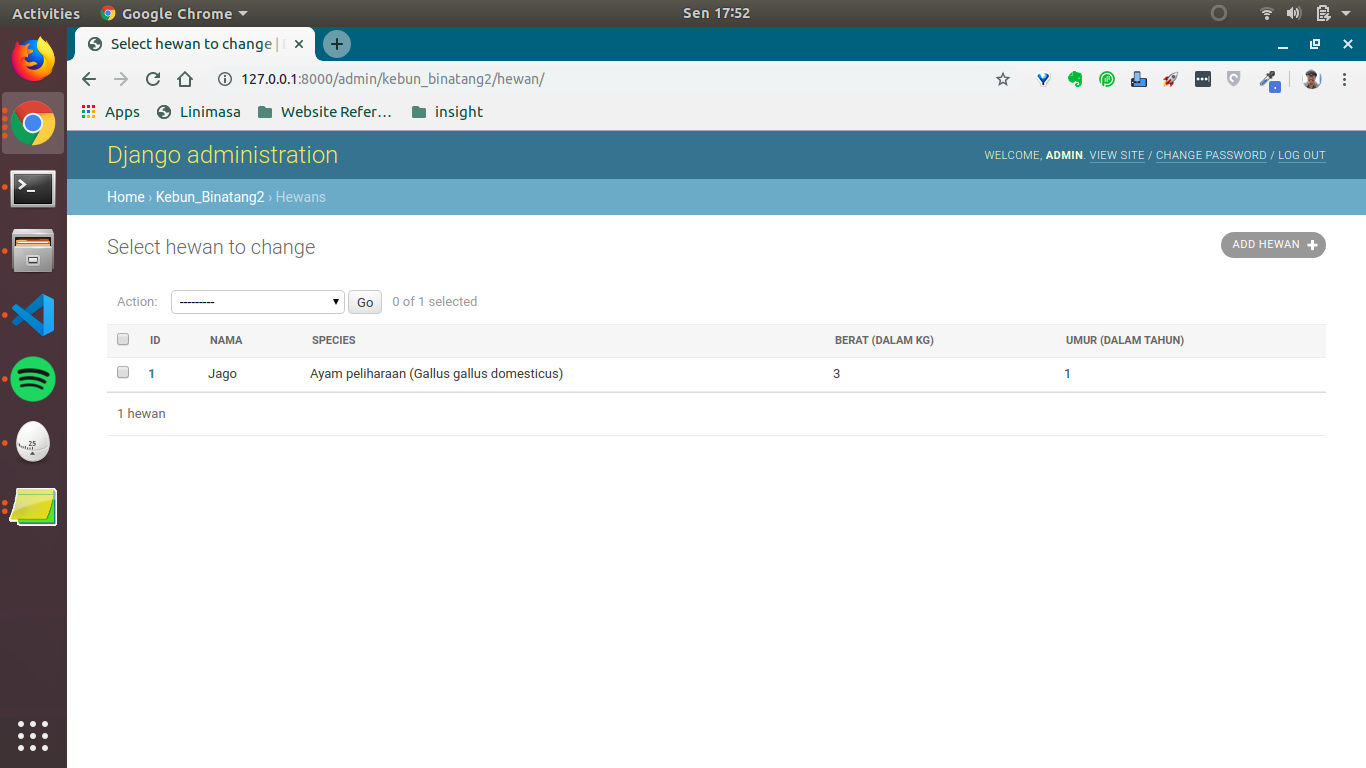 Activities Google Chrome Sen 17:52
Select hewan to change |
127.0.0.1:8000/admin/kebun_binatang2/hewan/
Apps Linimasa Website Refer… insight
Django administration WELCOME, ADMIN. VIEW SITE / CHANGE PASSWORD / LOG OUT
Home › Kebun_Binatang2 › Hewans
Select hewan to change ADD HEWAN +
Action: --------- Go 0 of 1 selected
ID NAMA SPECIES BERAT (DALAM KG) UMUR (DALAM TAHUN)
1 Jago Ayam peliharaan (Gallus gallus domesticus) 3 1
1 hewan
25